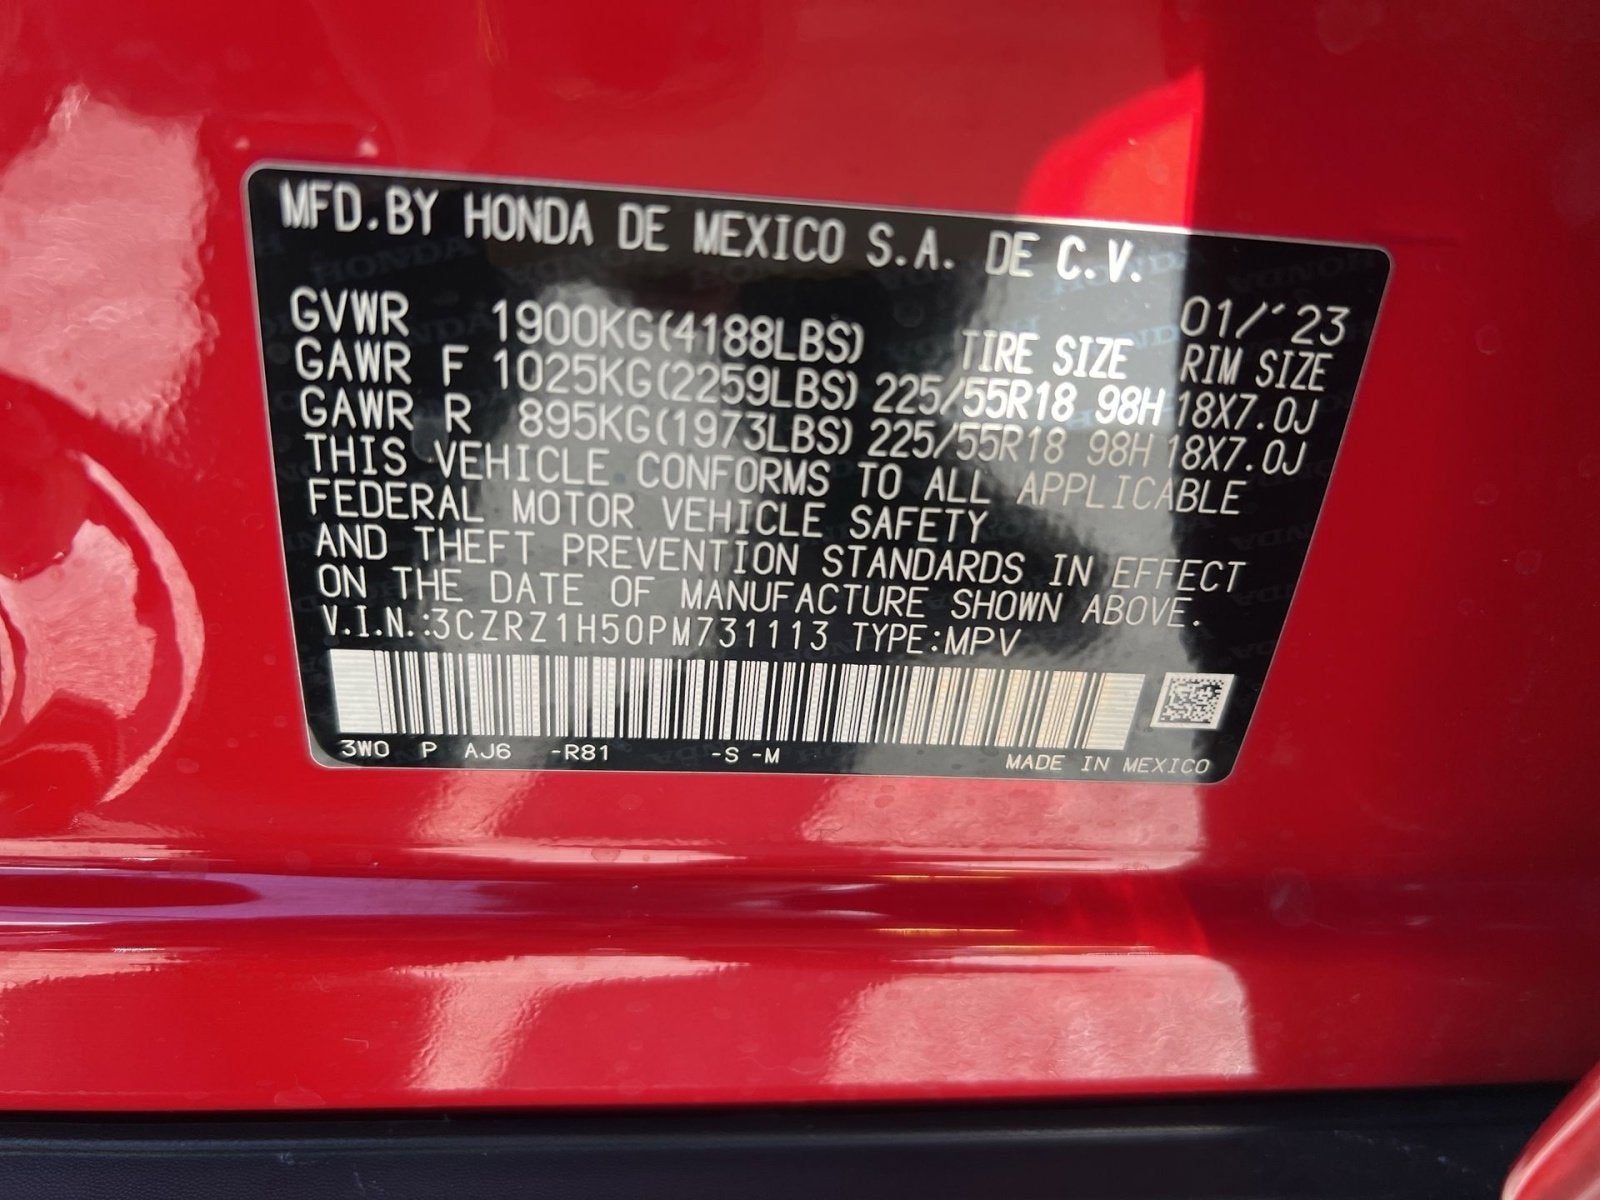 MFD.BY HONDA DE MEXICO S.A. DE C.V.
01/'23
GVWR 1900KG(4188LBS) TIRE SIZE RIM SIZE
GAWR F 1025KG(2259LBS) 225/55R18 98H 18X7.0J
GAWR R 895KG(1973LBS) 225/55R18 98H 18X7.0J
THIS VEHICLE CONFORMS TO ALL APPLICABLE
FEDERAL MOTOR VEHICLE SAFETY
AND THEFT PREVENTION STANDARDS IN EFFECT
ON THE DATE OF MANUFACTURE SHOWN ABOVE.
V.I.N.:3CZRZ1H50PM731113 TYPE:MPV
3WO P AJ6 -R81 -S -M MADE IN MEXICO